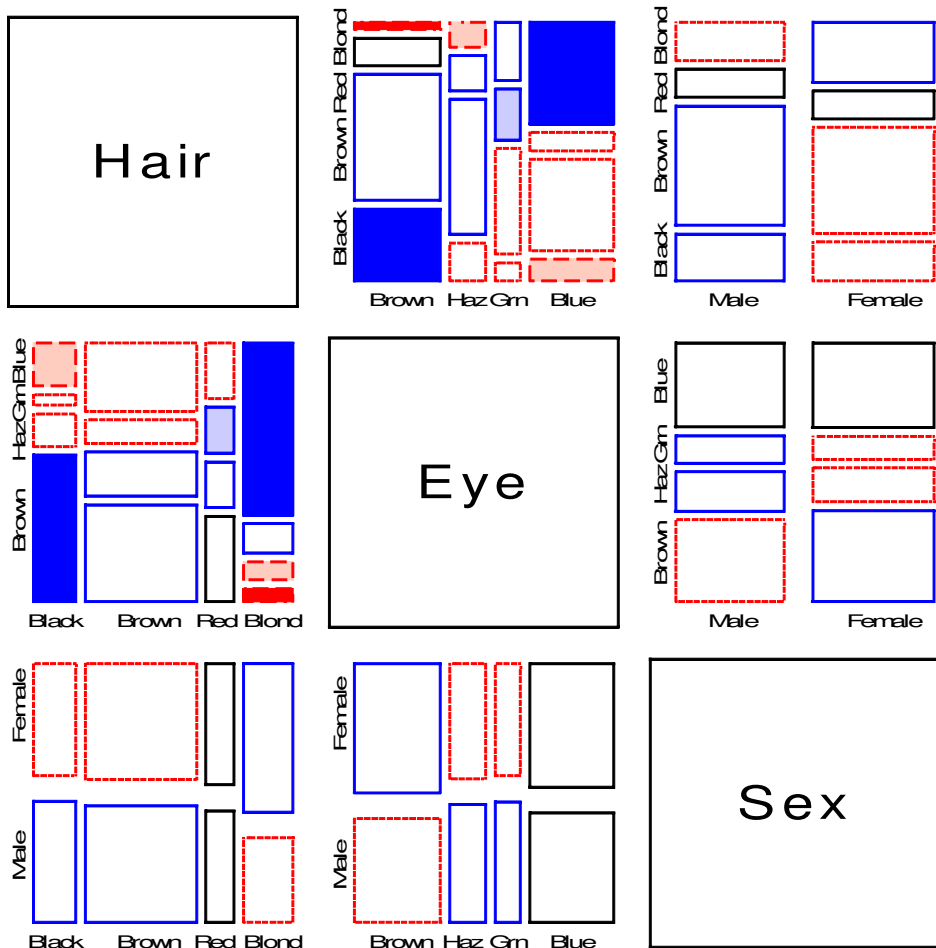 Hair
Blond
Red
Brown
Black
Brown Haz Grn Blue
Blond
Red
Brown
Black
Male Female
Blue
Grn
Haz
Brown
Black Brown Red Blond
Eye
Blue
Grn
Haz
Brown
Male Female
Female
Male
Black Brown Red Blond
Female
Male
Brown Haz Grn Blue
Sex